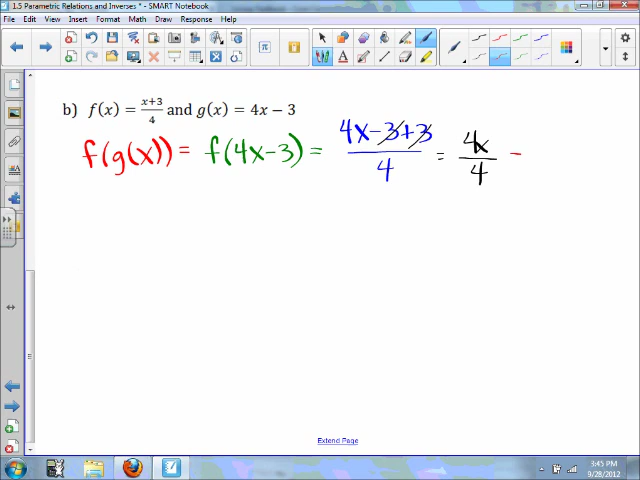 1.5 Parametric Relations and Inverses * - SMART Notebook
File Edit View Insert Format Tools Math Draw Response Help
b) f(x) = x+3/4 and g(x) = 4x − 3
f(g(x)) = f(4x-3) = 4x-3+3/4 = 4x/4 =
Extend Page
3:45 PM
9/28/2012